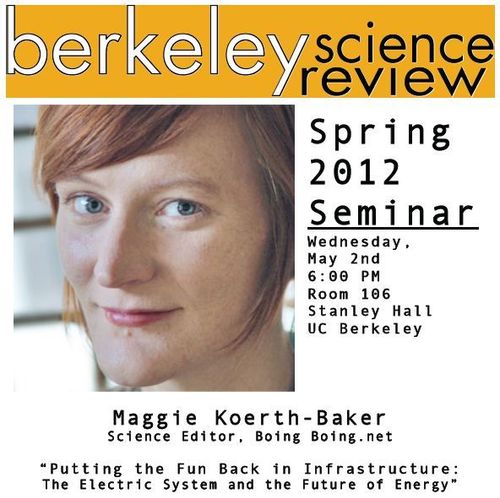 berkeley science review
Spring
2012
Seminar
Wednesday,
May 2nd
6:00 PM
Room 106
Stanley Hall
UC Berkeley
Maggie Koerth-Baker
Science Editor, Boing Boing.net
“Putting the Fun Back in Infrastructure:
The Electric System and the Future of Energy”